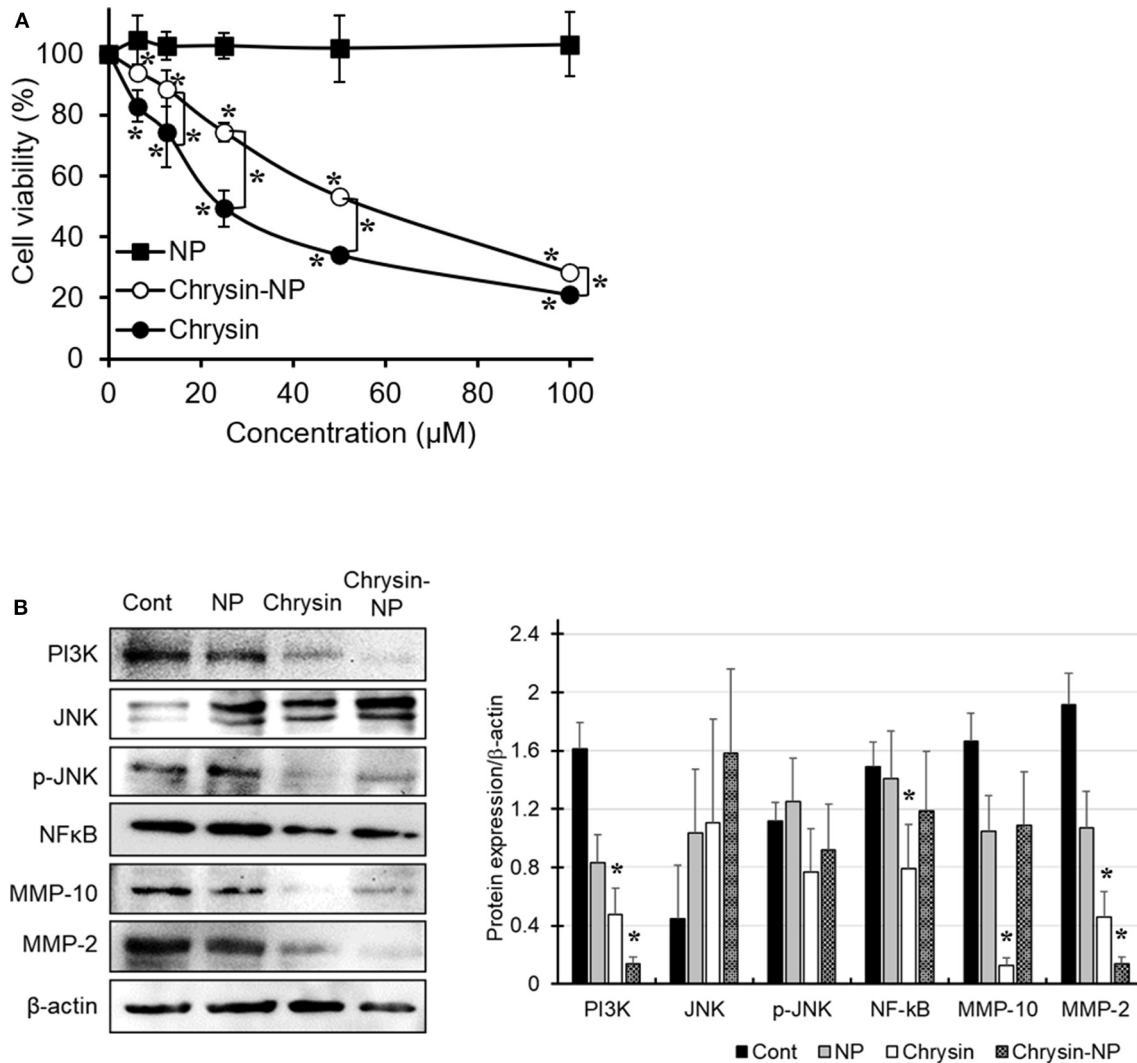 A
100
80
60
40
20
0
Cell viability (%)
* * * * * * * * * * * * * *
NP
Chrysin-NP
Chrysin
0 20 40 60 80 100
Concentration (µM)
B
Cont NP Chrysin Chrysin-
NP
PI3K
JNK
p-JNK
NFκB
MMP-10
MMP-2
β-actin
Protein expression/β-actin
2.4
2
1.6
1.2
0.8
0.4
0
* * * * * *
PI3K JNK p-JNK NF-kB MMP-10 MMP-2
Cont NP Chrysin Chrysin-NP